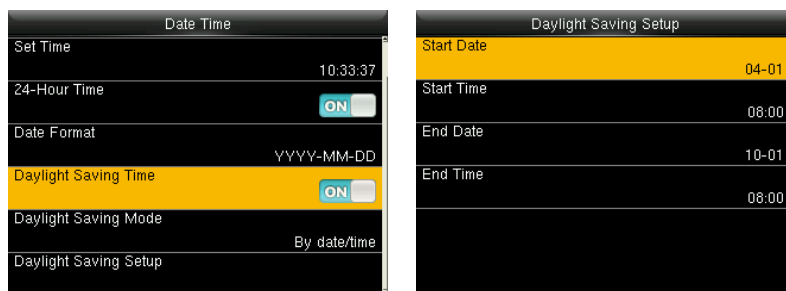 Date Time
Set Time
10:33:37
24-Hour Time
ON
Date Format
YYYY-MM-DD
Daylight Saving Time
ON
Daylight Saving Mode
By date/time
Daylight Saving Setup
Daylight Saving Setup
Start Date
04-01
Start Time
08:00
End Date
10-01
End Time
08:00